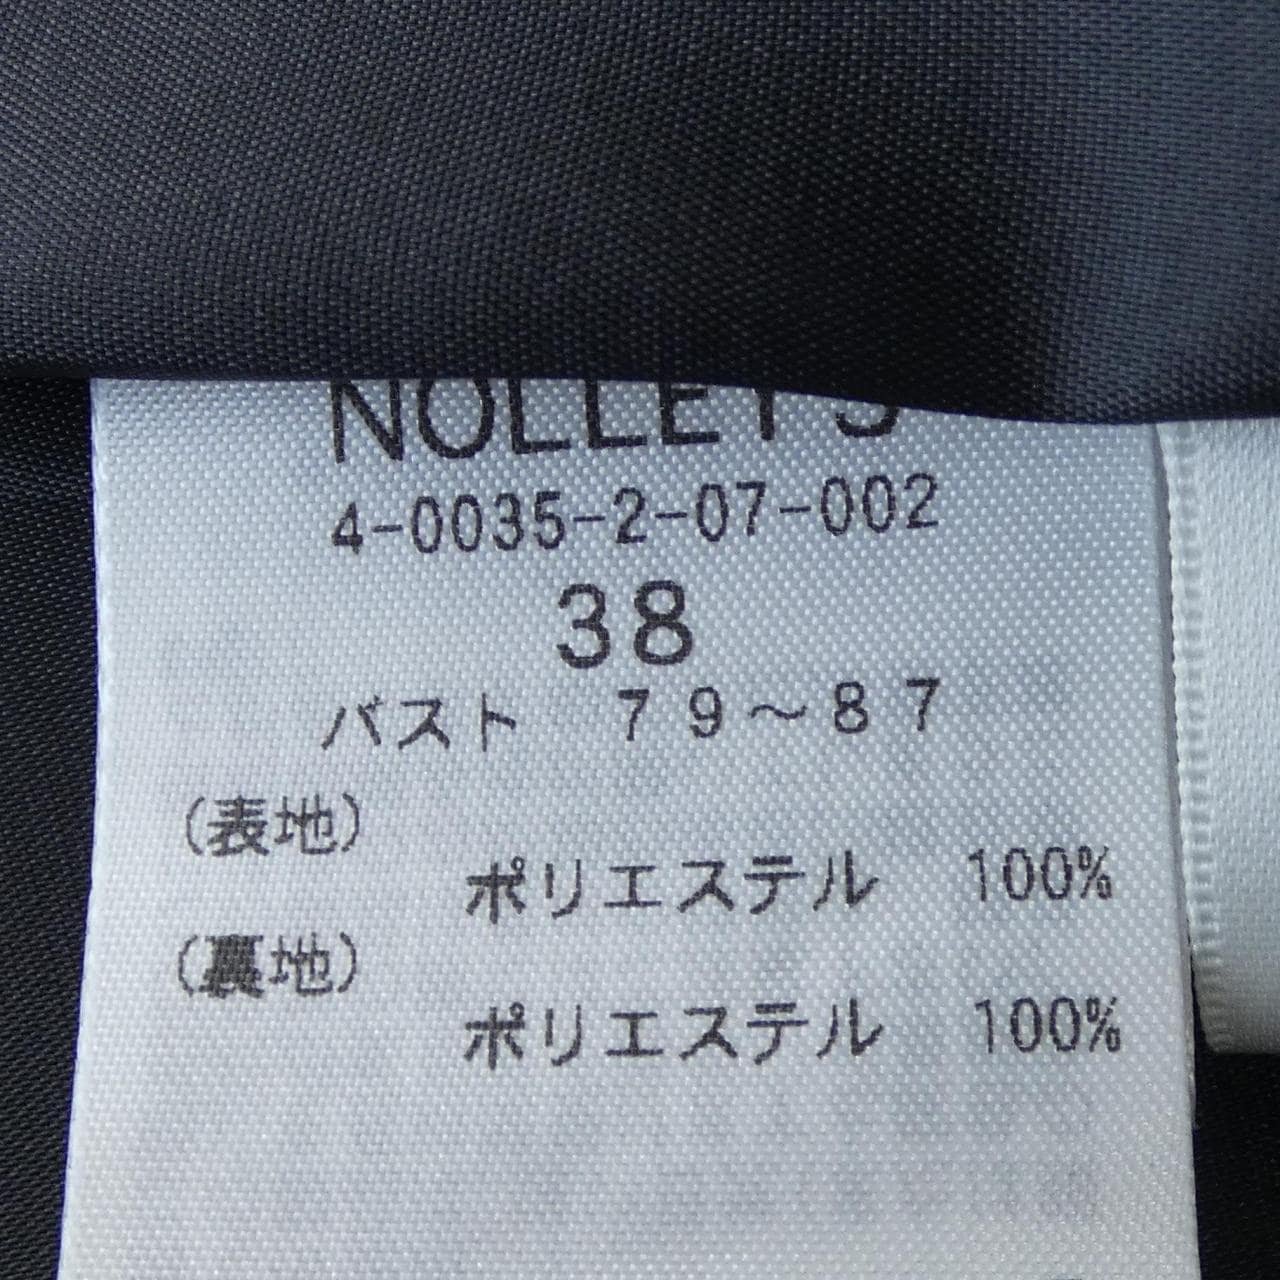 NOLLEY'S
4-0035-2-07-002
38
バスト 79～87
(表地)
ポリエステル 100%
(裏地)
ポリエステル 100%